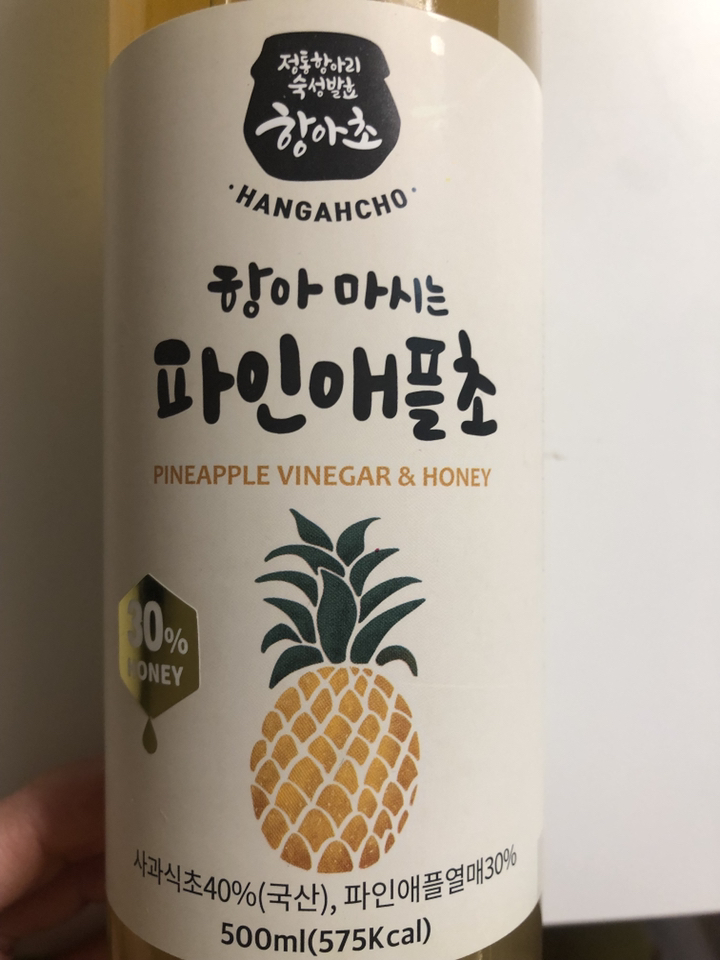 정통항아리
숙성발효
항아초
·HANGAHCHO·
항아 마시는
파인애플초
PINEAPPLE VINEGAR & HONEY
30%
HONEY
사과식초40%(국산), 파인애플열매30%
500ml(575Kcal)